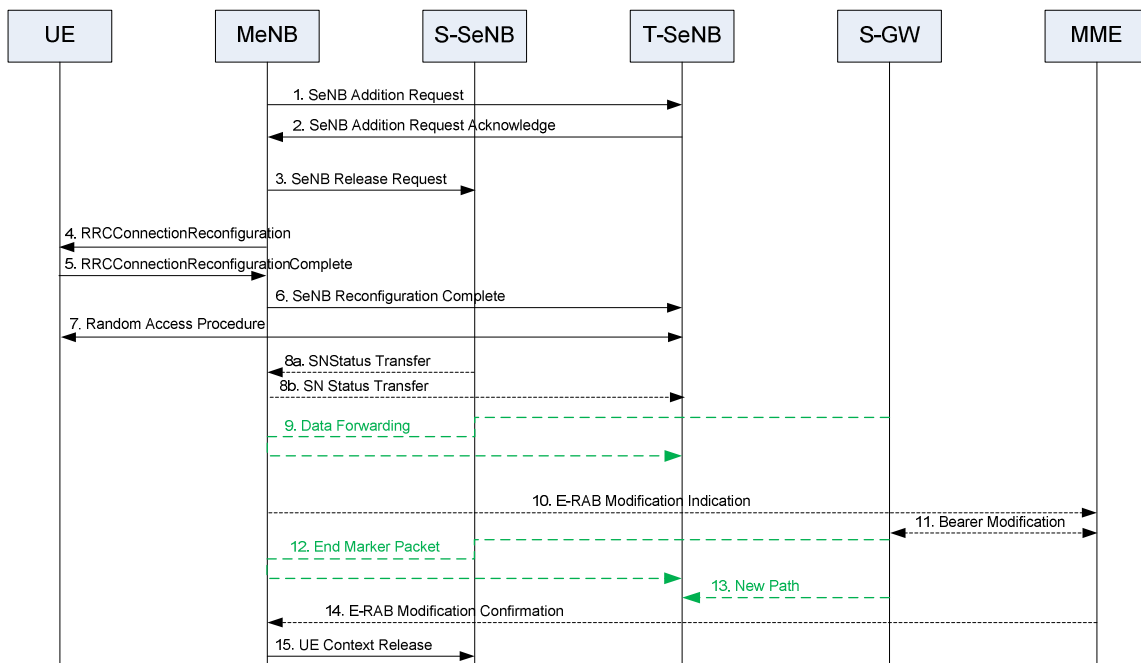 UE
MeNB
S-SeNB
T-SeNB
S-GW
MME
1. SeNB Addition Request
2. SeNB Addition Request Acknowledge
3. SeNB Release Request
4. RRCConnectionReconfiguration
5. RRCConnectionReconfigurationComplete
6. SeNB Reconfiguration Complete
7. Random Access Procedure
8a. SNStatus Transfer
8b. SN Status Transfer
9. Data Forwarding
10. E-RAB Modification Indication
11. Bearer Modification
12. End Marker Packet
13. New Path
14. E-RAB Modification Confirmation
15. UE Context Release